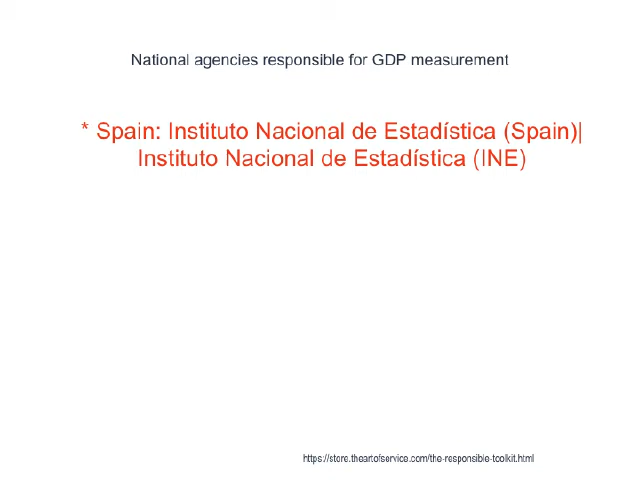 National agencies responsible for GDP measurement
* Spain: Instituto Nacional de Estadística (Spain)|
Instituto Nacional de Estadística (INE)
https://store.theartofservice.com/the-responsible-toolkit.html